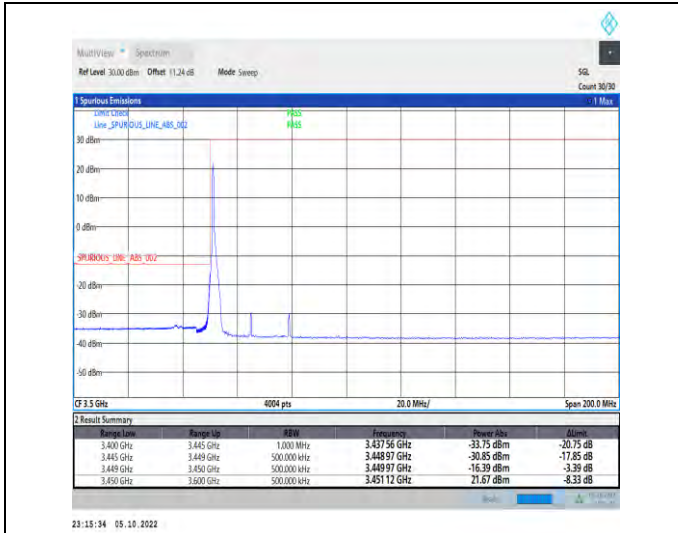 MultiView Spectrum
Ref Level 30.00 dBm Offset 11.24 dB Mode Sweep SGL
Count 30/30
1 Spurious Emissions 1 Max
Limit Check PASS
Line _SPURIOUS_LINE_ABS_002 PASS
30 dBm
20 dBm
10 dBm
0 dBm
_SPURIOUS_LINE_ABS_002
-20 dBm
-30 dBm
-40 dBm
-50 dBm
CF 3.5 GHz 4004 pts 20.0 MHz/ Span 200.0 MHz
2 Result Summary
Range Low Range Up RBW Frequency Power Abs ΔLimit
3.400 GHz 3.445 GHz 1.000 MHz 3.437 56 GHz -33.75 dBm -20.75 dB
3.445 GHz 3.449 GHz 500.000 kHz 3.448 97 GHz -30.85 dBm -17.85 dB
3.449 GHz 3.450 GHz 500.000 kHz 3.449 97 GHz -16.39 dBm -3.39 dB
3.450 GHz 3.600 GHz 500.000 kHz 3.451 12 GHz 21.67 dBm -8.33 dB
23:15:34 05.10.2022